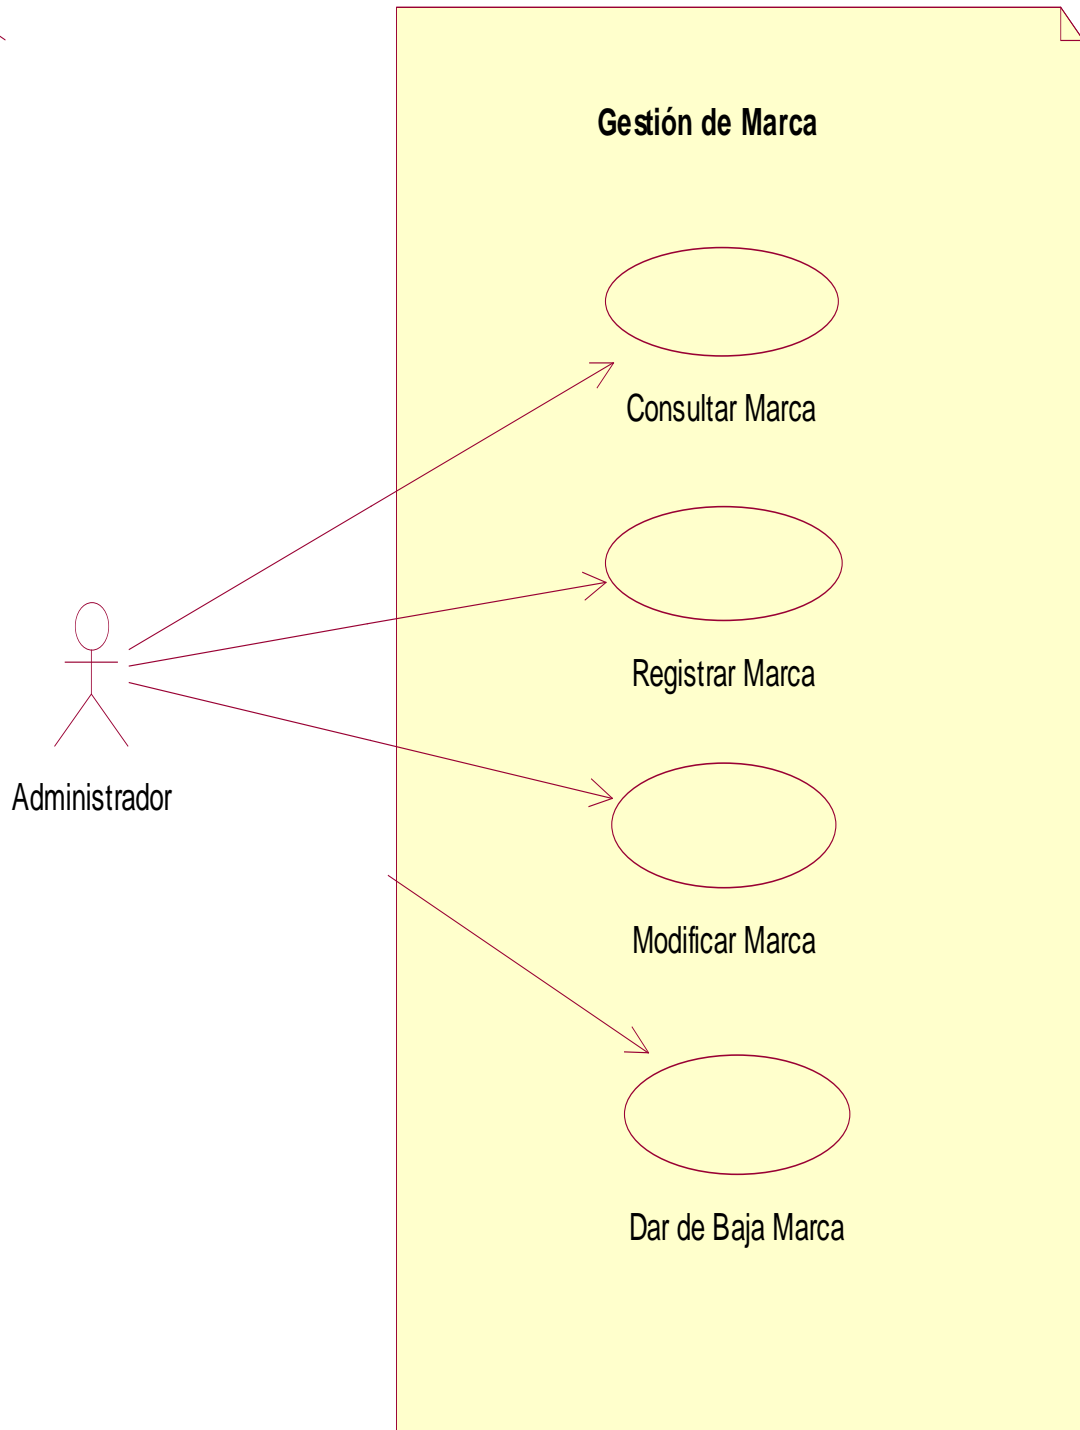 Gestión de Marca
Consultar Marca
Registrar Marca
Administrador
Modificar Marca
Dar de Baja Marca